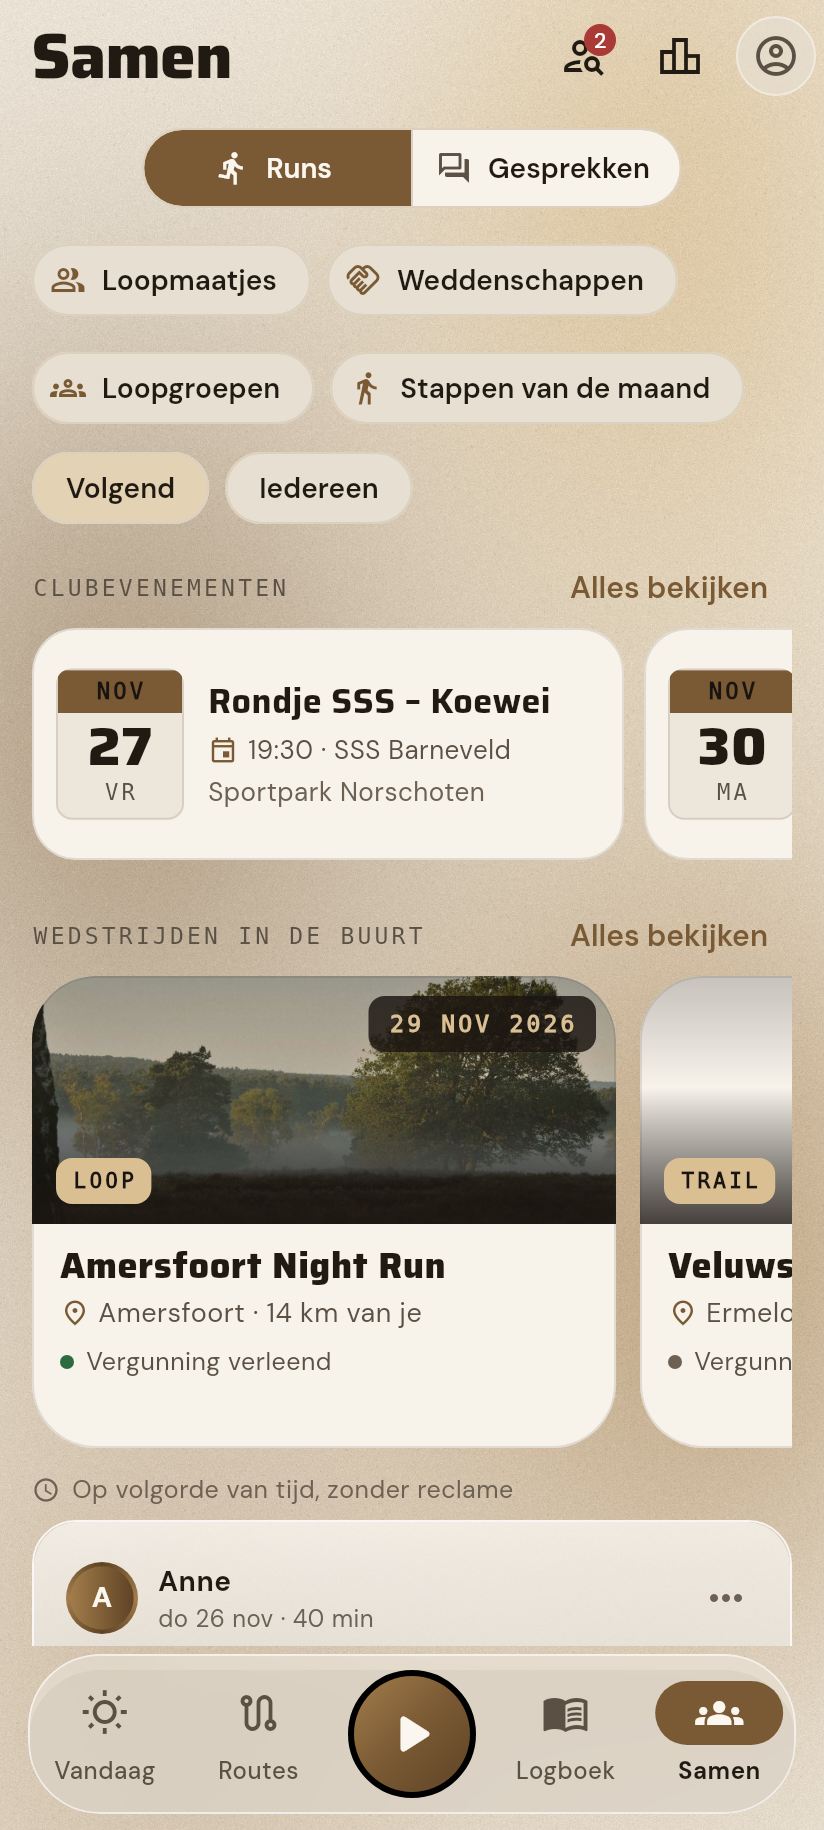 Samen
2
Runs
Gesprekken
Loopmaatjes
Weddenschappen
Loopgroepen
Stappen van de maand
Volgend
Iedereen
CLUBEVENEMENTEN
Alles bekijken
NOV
27
VR
Rondje SSS – Koewei
19:30 · SSS Barneveld
Sportpark Norschoten
NOV
30
MA
WEDSTRIJDEN IN DE BUURT
Alles bekijken
29 NOV 2026
LOOP
Amersfoort Night Run
Amersfoort · 14 km van je
Vergunning verleend
TRAIL
Veluws
Ermelo
Vergunn
Op volgorde van tijd, zonder reclame
A
Anne
do 26 nov · 40 min
Vandaag
Routes
Logboek
Samen